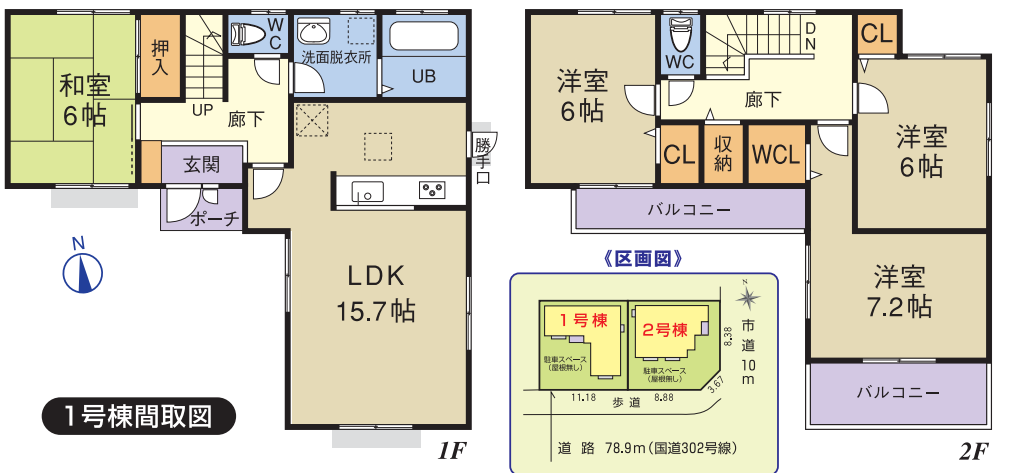 和室
6帖
押入
UP
WC
洗面脱衣所
UB
廊下
玄関
ポーチ
勝手口
LDK
15.7帖
N
1号棟間取図
1F
洋室
6帖
WC
DN
CL
廊下
洋室
6帖
CL
収納
WCL
バルコニー
洋室
7.2帖
バルコニー
2F
《区画図》
N
1号棟
2号棟
駐車スペース
(屋根無し)
駐車スペース
(屋根無し)
8.38
市道10m
3.67
11.18
歩道
8.88
道路 78.9m(国道302号線)